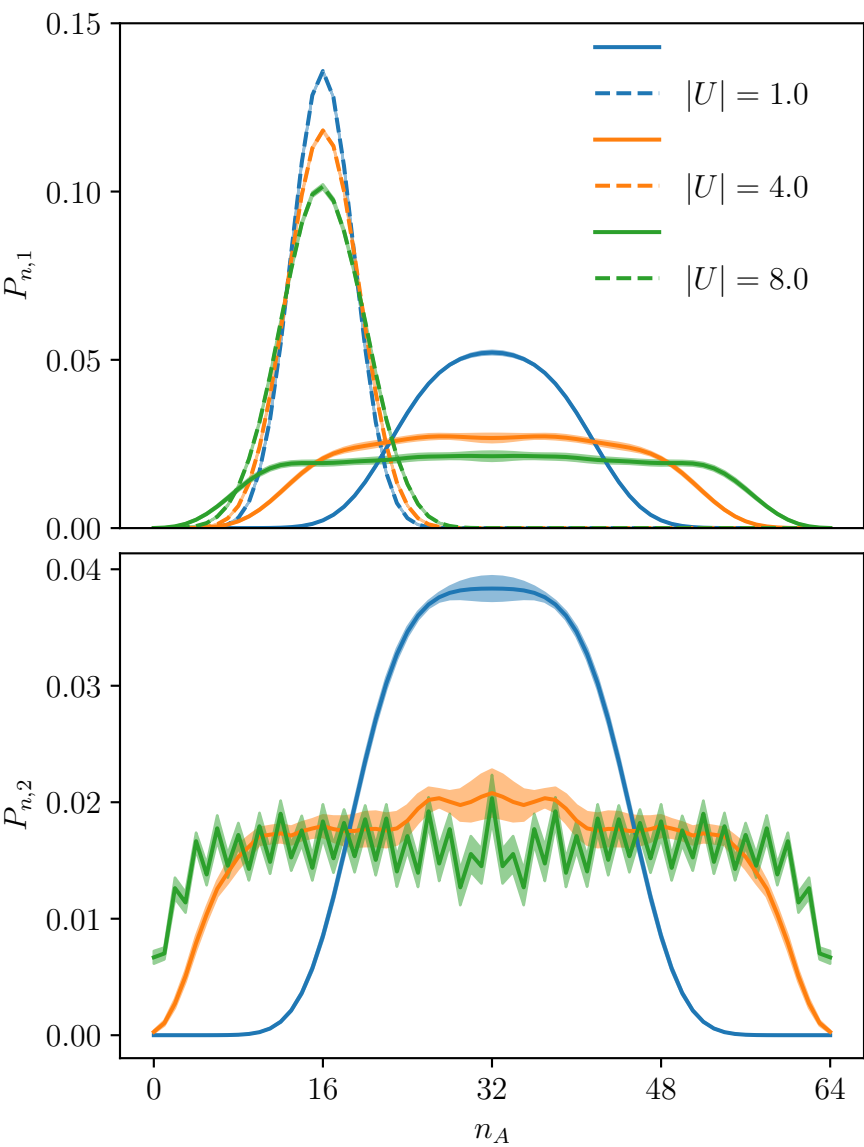 0.15
0.10
0.05
0.00
P_{n,1}
|U| = 1.0
|U| = 4.0
|U| = 8.0
0.04
0.03
0.02
0.01
0.00
P_{n,2}
0 16 32 48 64
n_A